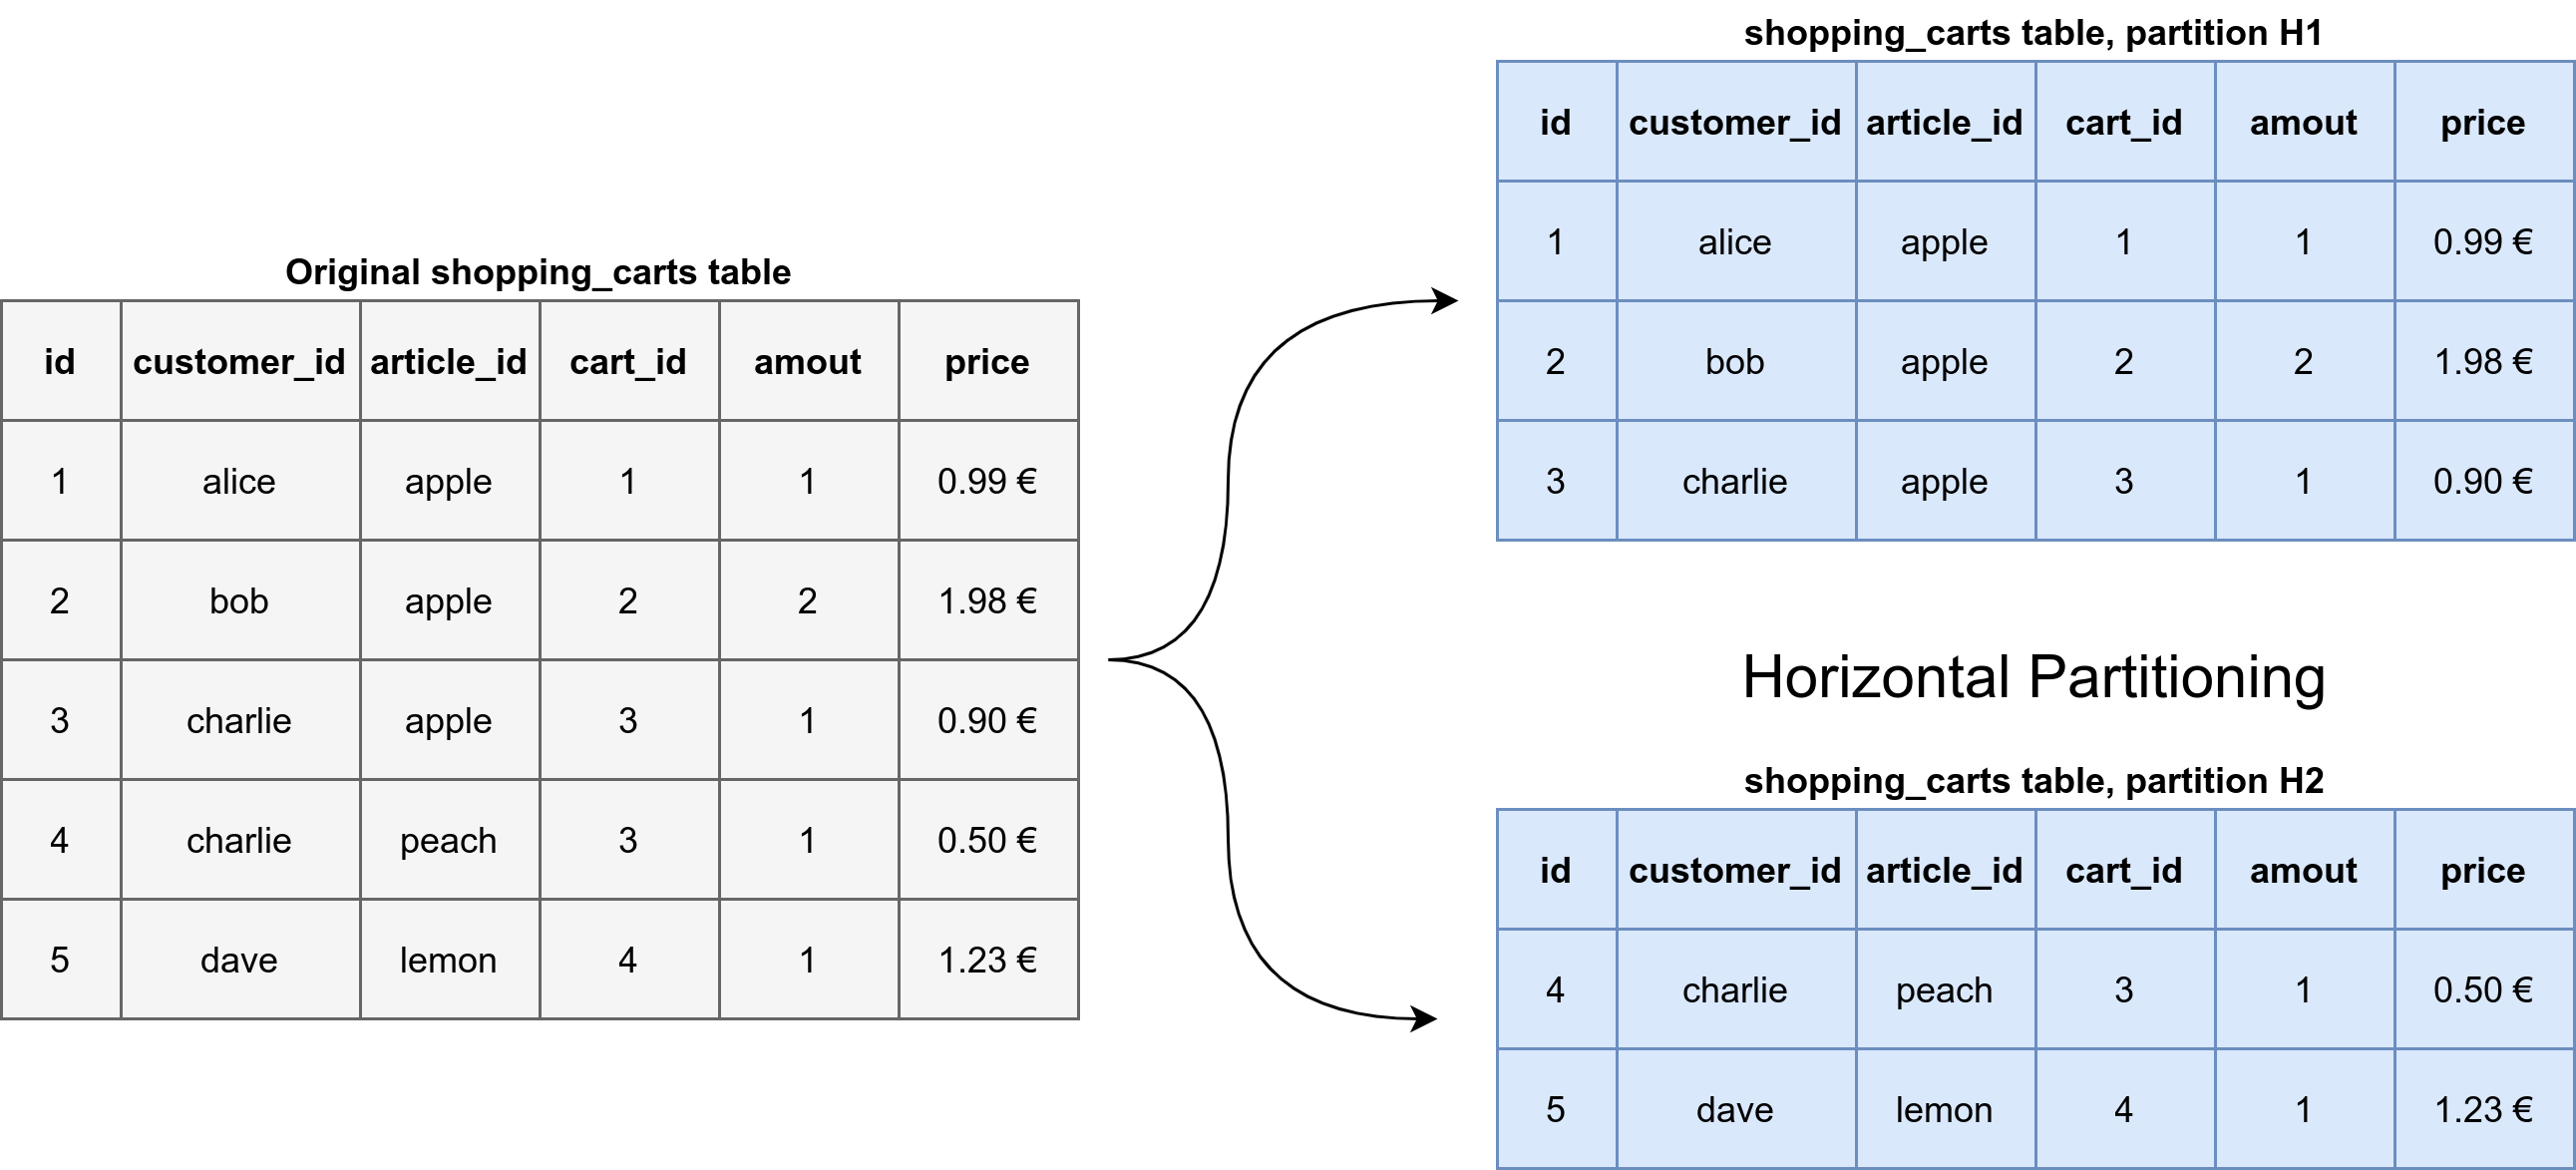 Original shopping_carts table
id customer_id article_id cart_id amout price
1 alice apple 1 1 0.99 €
2 bob apple 2 2 1.98 €
3 charlie apple 3 1 0.90 €
4 charlie peach 3 1 0.50 €
5 dave lemon 4 1 1.23 €
shopping_carts table, partition H1
id customer_id article_id cart_id amout price
1 alice apple 1 1 0.99 €
2 bob apple 2 2 1.98 €
3 charlie apple 3 1 0.90 €
Horizontal Partitioning
shopping_carts table, partition H2
id customer_id article_id cart_id amout price
4 charlie peach 3 1 0.50 €
5 dave lemon 4 1 1.23 €